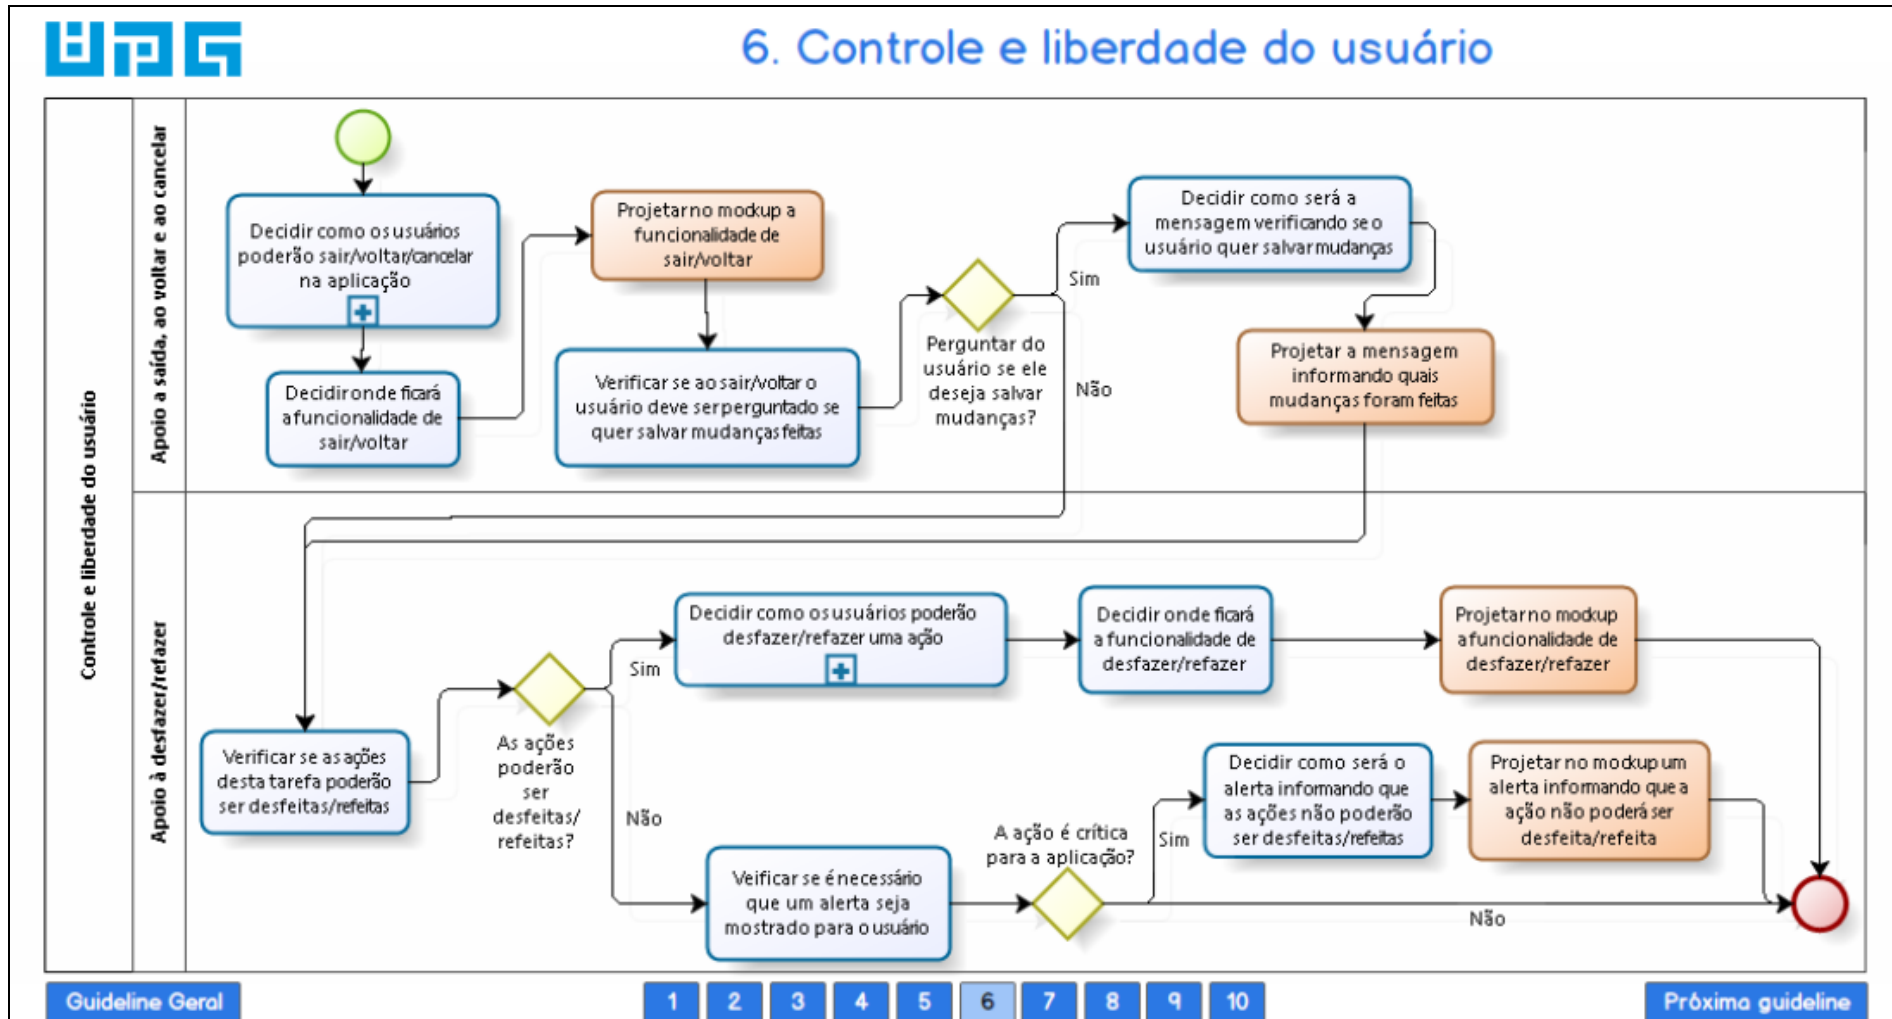 UDG
6. Controle e liberdade do usuário
Controle e liberdade do usuário
Apoio a saída, ao voltar e ao cancelar
Decidir como os usuários
poderão sair/voltar/cancelar
na aplicação
Decidir onde ficará
a funcionalidade de
sair/voltar
Projetar no mockup a
funcionalidade de
sair/voltar
Verificar se ao sair/voltar o
usuário deve ser perguntado se
quer salvar mudanças feitas
Perguntar do
usuário se ele
deseja salvar
mudanças?
Sim
Não
Decidir como será a
mensagem verificando se o
usuário quer salvar mudanças
Projetar a mensagem
informando quais
mudanças foram feitas
Apoio à desfazer/refazer
Verificar se as ações
desta tarefa poderão
ser desfeitas/refeitas
As ações
poderão
ser
desfeitas/
refeitas?
Sim
Não
Decidir como os usuários poderão
desfazer/refazer uma ação
Decidir onde ficará
a funcionalidade de
desfazer/refazer
Projetar no mockup
a funcionalidade de
desfazer/refazer
Veificar se é necessário
que um alerta seja
mostrado para o usuário
A ação é crítica
para a aplicação?
Sim
Não
Decidir como será o
alerta informando que
as ações não poderão
ser desfeitas/refeitas
Projetar no mockup um
alerta informando que a
ação não poderá ser
desfeita/refeita
Guideline Geral
1 2 3 4 5 6 7 8 9 10
Próxima guideline